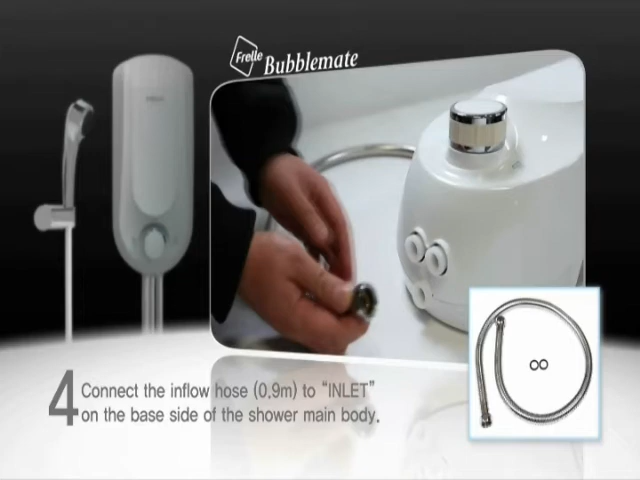 Frelle
Bubblemate
4 Connect the inflow hose (0.9m) to “INLET”
on the base side of the shower main body.